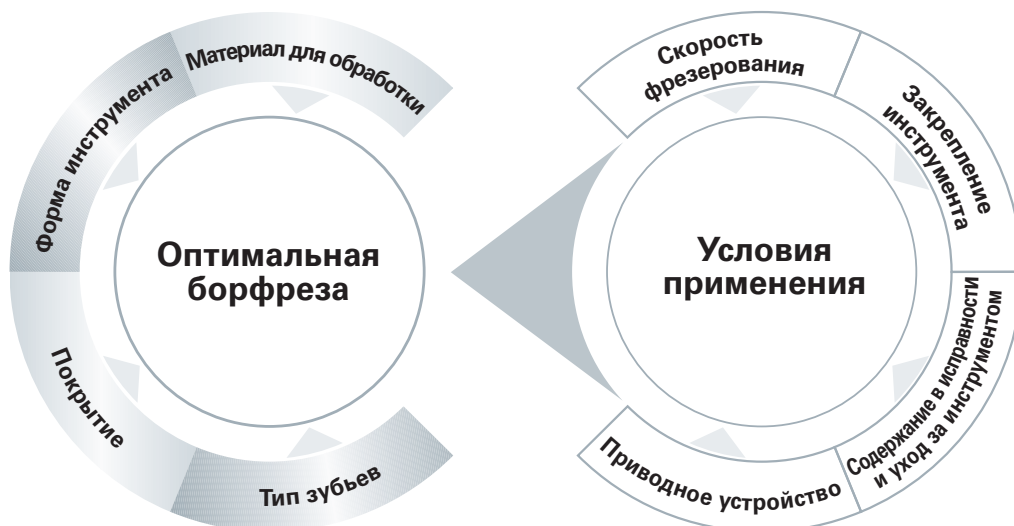 Материал для обработки
Форма инструмента
Оптимальная
борфреза
Покрытие
Тип зубьев
Скорость
фрезерования
Закрепление
инструмента
Условия
применения
Содержание в исправности
и уход за инструментом
Приводное устройство